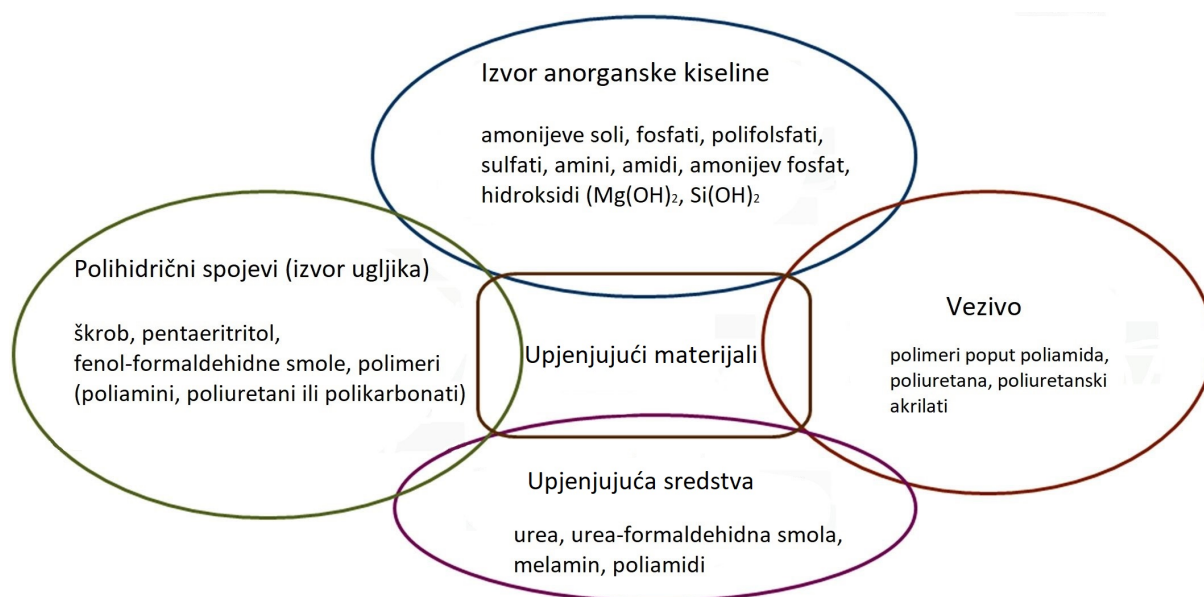 Izvor anorganske kiseline
amonijeve soli, fosfati, polifolsfati,
sulfati, amini, amidi, amonijev fosfat,
hidroksidi (Mg(OH)₂, Si(OH)₂
Polihidrični spojevi (izvor ugljika)
škrob, pentaeritritol,
fenol-formaldehidne smole, polimeri
(poliamini, poliuretani ili polikarbonati)
Upjenjujući materijali
Vezivo
polimeri poput poliamida,
poliuretana, poliuretanski
akrilati
Upjenjujuća sredstva
urea, urea-formaldehidna smola,
melamin, poliamidi